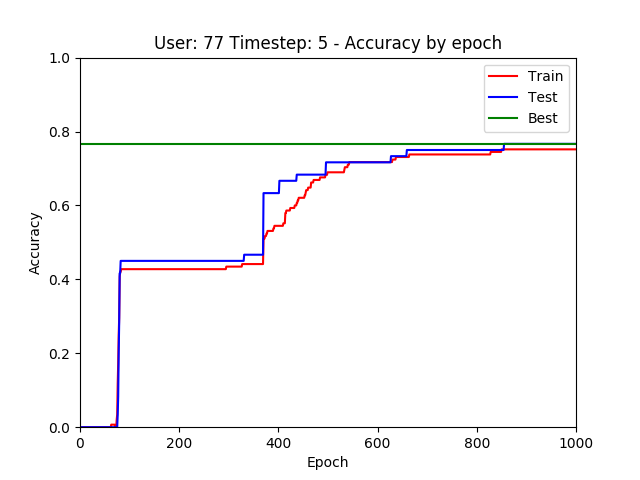 User: 77 Timestep: 5 - Accuracy by epoch
Train
Test
Best
1.0
0.8
0.6
0.4
0.2
0.0
Accuracy
0 200 400 600 800 1000
Epoch